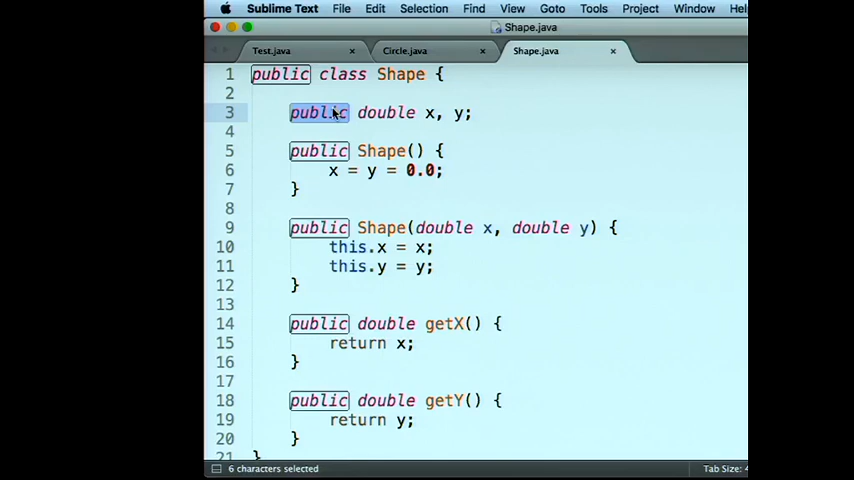 Sublime Text File Edit Selection Find View Goto Tools Project Window
Shape.java
Test.java × Circle.java × Shape.java ×
1 public class Shape {
2
3 public double x, y;
4
5 public Shape() {
6 x = y = 0.0;
7 }
8
9 public Shape(double x, double y) {
10 this.x = x;
11 this.y = y;
12 }
13
14 public double getX() {
15 return x;
16 }
17
18 public double getY() {
19 return y;
20 }
21 }
6 characters selected Tab Size: